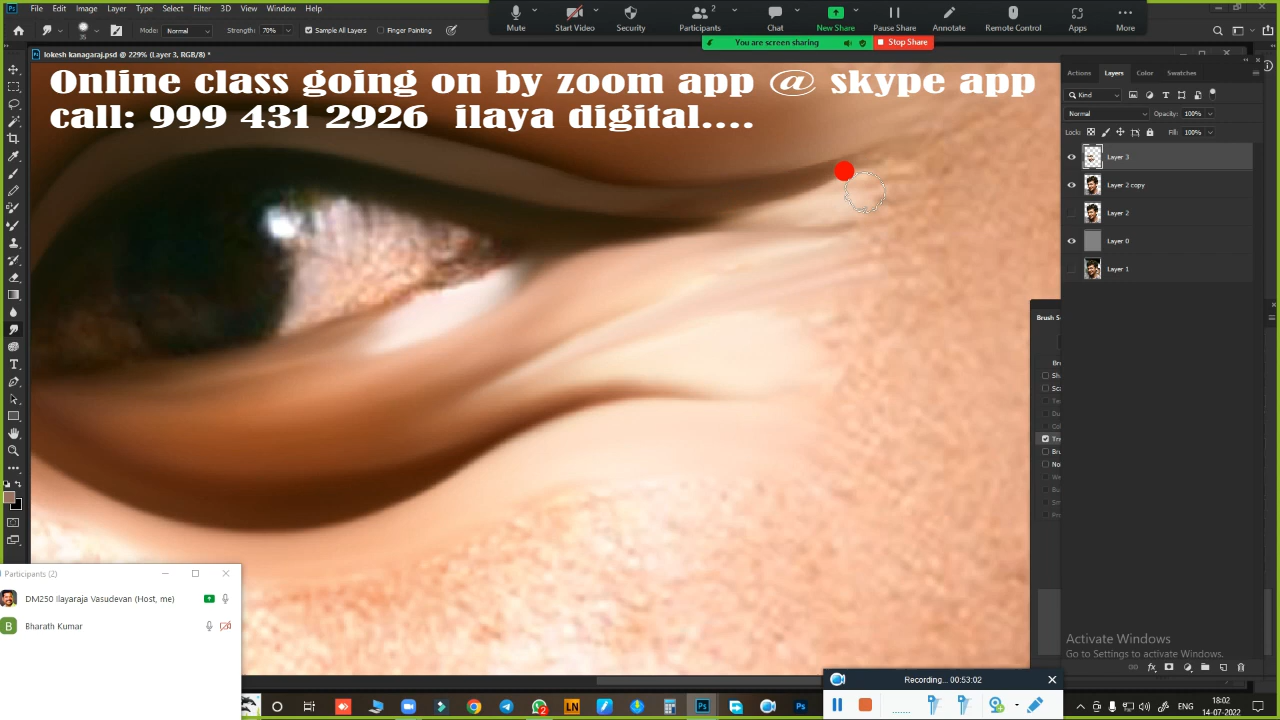 File Edit Image Layer Type Select Filter 3D View Window Help
Mute Start Video Security Participants 2 Chat New Share Pause Share Annotate Remote Control Apps More
You are screen sharing Stop Share
Mode: Normal Strength: 70% Sample All Layers Finger Painting
35
lokesh kanagaraj.psd @ 229% (Layer 3, RGB/8) *
Online class going on by zoom app @ skype app
call: 999 431 2926 ilaya digital....
Actions Layers Color Swatches
Kind
Normal Opacity: 100%
Locks: Fill: 100%
Layer 3
Layer 2 copy
Layer 2
Layer 0
Layer 1
Brush S
Participants (2)
DM250 Ilayaraja Vasudevan (Host, me)
B Bharath Kumar
Activate Windows
Go to Settings to activate Windows.
Recording... 00:53:02
18:02
14-07-2022